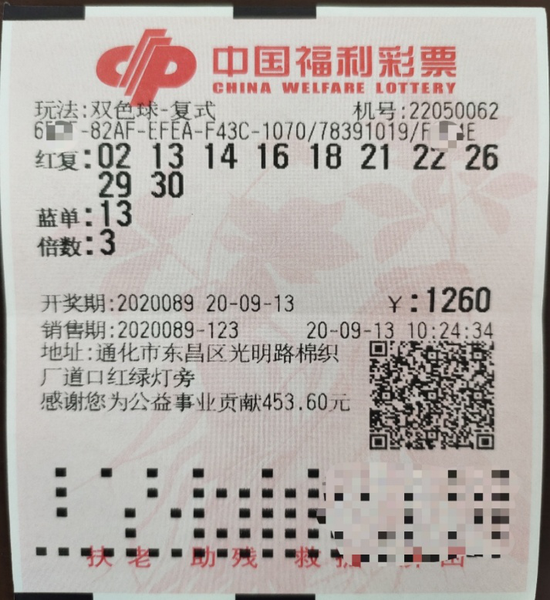 中国福利彩票
CHINA WELFARE LOTTERY
玩法:双色球-复式 机号:22050062
-82AF-EFEA-F43C-1070/78391019/
红复:02 13 14 16 18 21 22 26
29 30
蓝单:13
倍数:3
开奖期:2020089 20-09-13 ¥:1260
销售期:2020089-123 20-09-13 10:24:34
地址:通化市东昌区光明路棉织
厂道口红绿灯旁
感谢您为公益事业贡献453.60元
扶老 助残 救